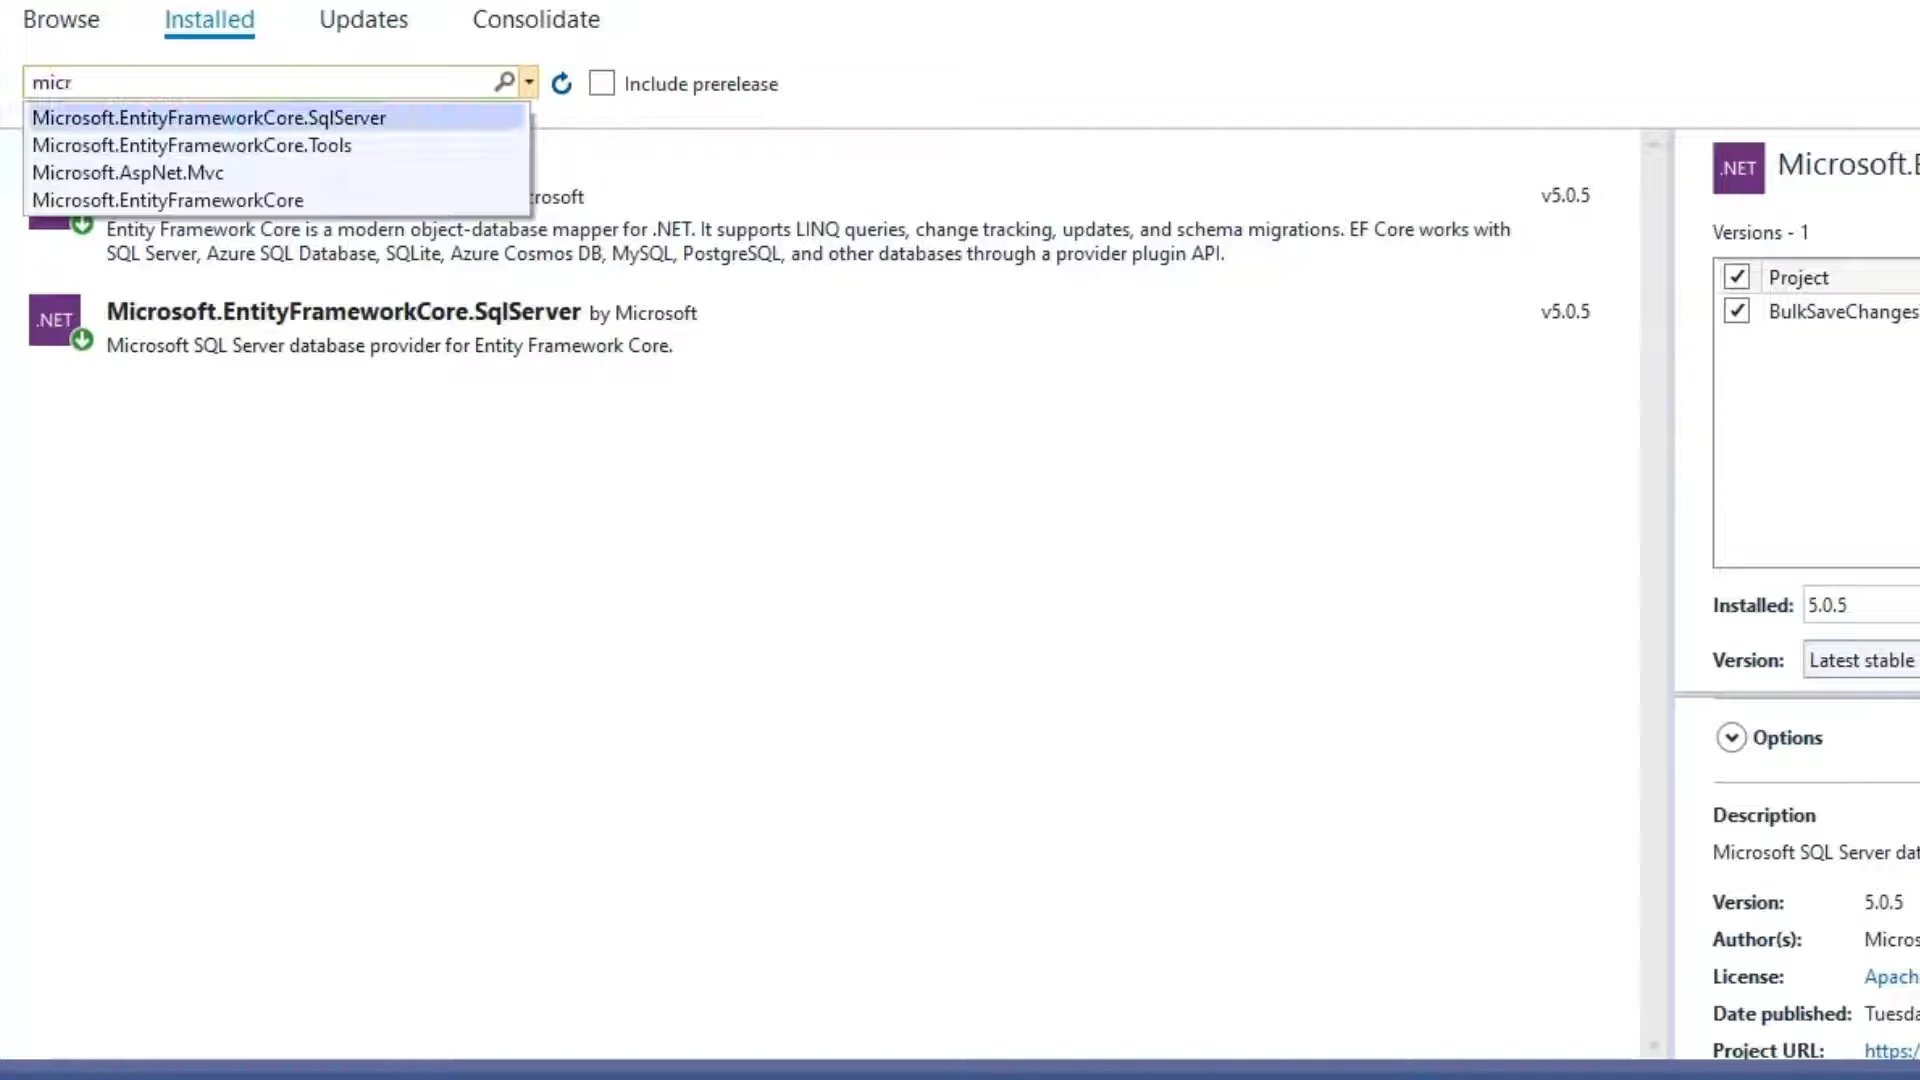 Browse Installed Updates Consolidate
micr Include prerelease
Microsoft.EntityFrameworkCore.SqlServer
Microsoft.EntityFrameworkCore.Tools
Microsoft.AspNet.Mvc
Microsoft.EntityFrameworkCore
crosoft v5.0.5
Entity Framework Core is a modern object-database mapper for .NET. It supports LINQ queries, change tracking, updates, and schema migrations. EF Core works with
SQL Server, Azure SQL Database, SQLite, Azure Cosmos DB, MySQL, PostgreSQL, and other databases through a provider plugin API.
.NET Microsoft.EntityFrameworkCore.SqlServer by Microsoft v5.0.5
Microsoft SQL Server database provider for Entity Framework Core.
.NET Microsoft.E
Versions - 1
Project
BulkSaveChanges
Installed: 5.0.5
Version: Latest stable
Options
Description
Microsoft SQL Server dat
Version: 5.0.5
Author(s): Micros
License: Apach
Date published: Tuesda
Project URL: https:/